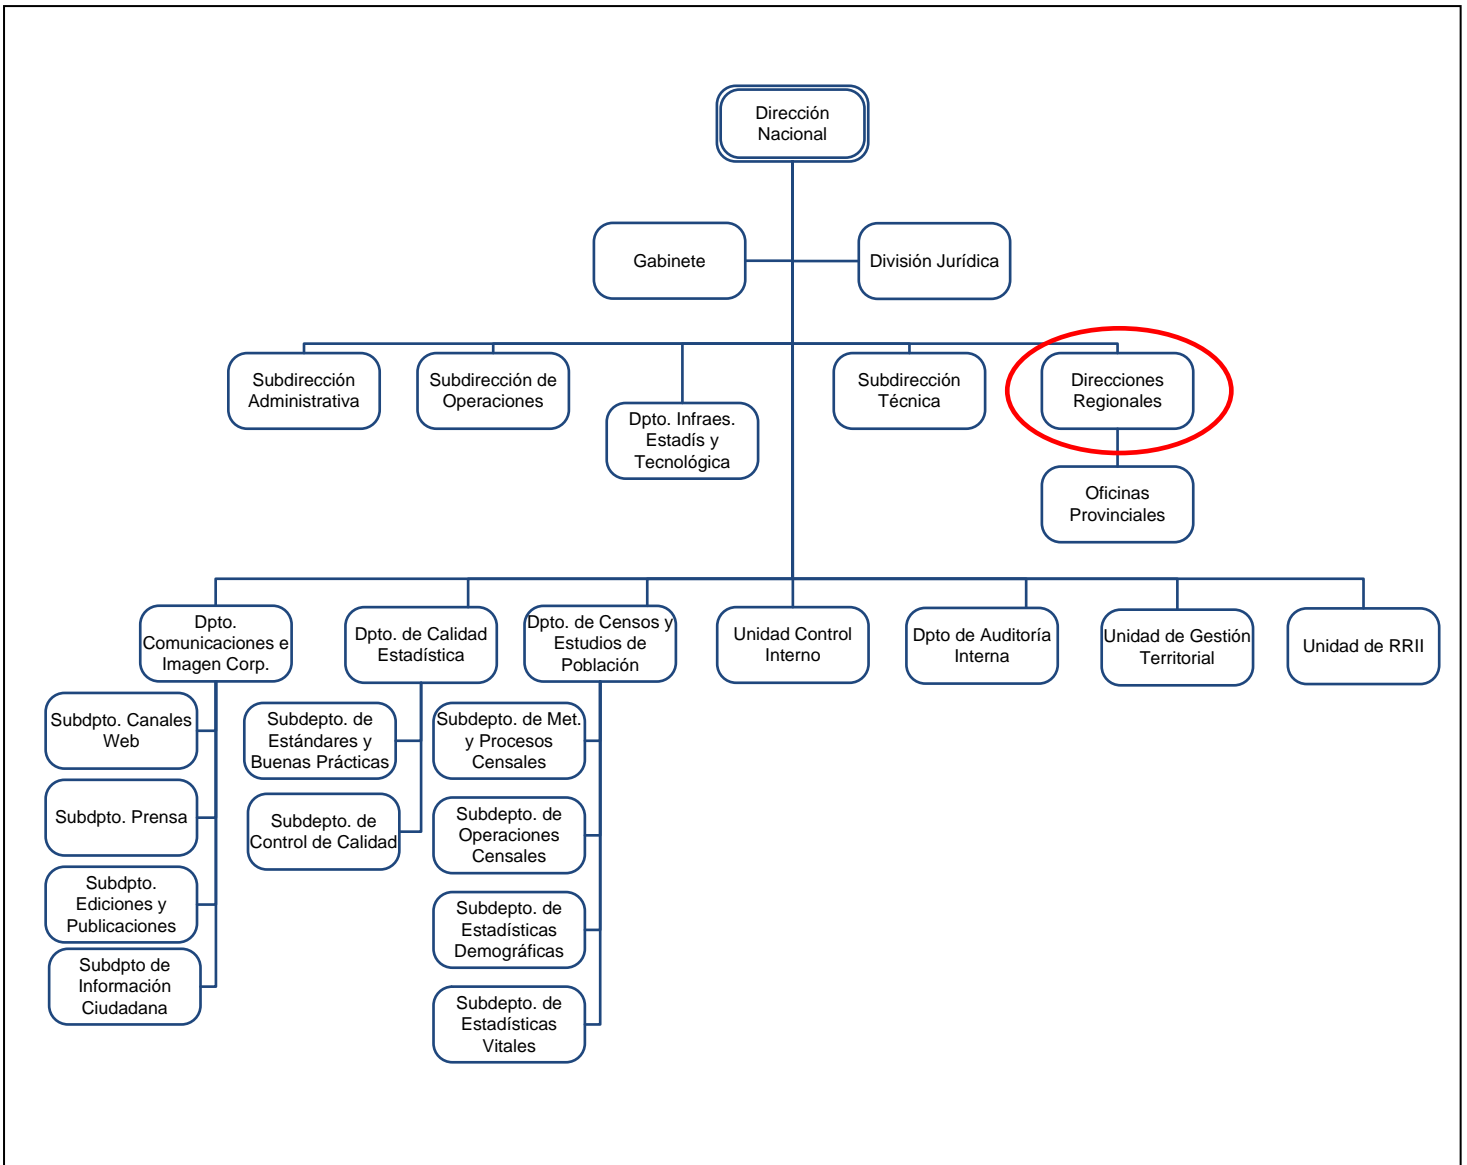 Dirección
Nacional
Gabinete
División Jurídica
Subdirección
Administrativa
Subdirección de
Operaciones
Dpto. Infraes.
Estadís y
Tecnológica
Subdirección
Técnica
Direcciones
Regionales
Oficinas
Provinciales
Dpto.
Comunicaciones e
Imagen Corp.
Dpto. de Calidad
Estadística
Dpto. de Censos y
Estudios de
Población
Unidad Control
Interno
Dpto de Auditoría
Interna
Unidad de Gestión
Territorial
Unidad de RRII
Subdpto. Canales
Web
Subdpto. Prensa
Subdpto.
Ediciones y
Publicaciones
Subdpto de
Información
Ciudadana
Subdepto. de
Estándares y
Buenas Prácticas
Subdepto. de
Control de Calidad
Subdepto. de Met.
y Procesos
Censales
Subdepto. de
Operaciones
Censales
Subdepto. de
Estadísticas
Demográficas
Subdepto. de
Estadísticas
Vitales